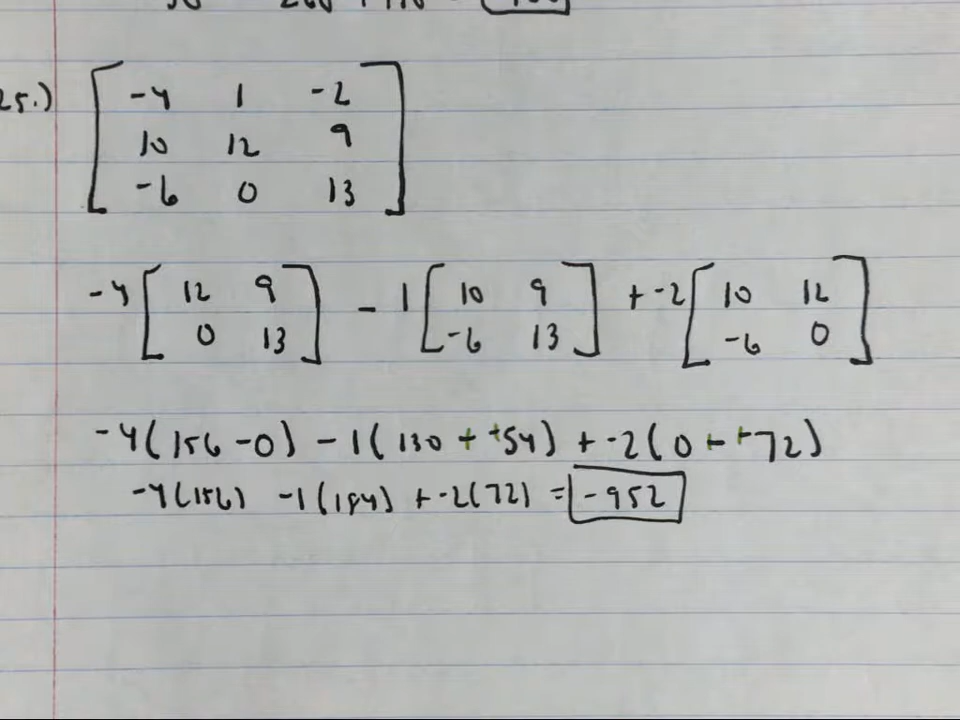 25.) [ -4 1 -2
10 12 9
-6 0 13 ]
-4 [ 12 9 - 1 [ 10 9 + -2 [ 10 12
0 13 ] -6 13 ] -6 0 ]
-4(156 -0) -1(130 + +54) + -2(0 + +72)
-4(156) -1(184) + -2(72) = -952